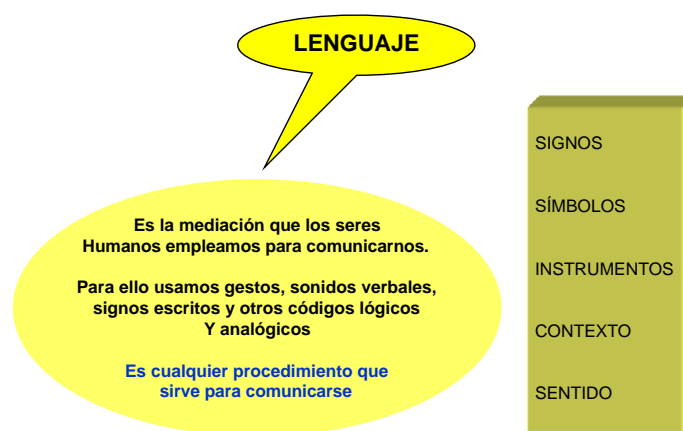 LENGUAJE
Es la mediación que los seres
Humanos empleamos para comunicarnos.
Para ello usamos gestos, sonidos verbales,
signos escritos y otros códigos lógicos
Y analógicos
Es cualquier procedimiento que
sirve para comunicarse
SIGNOS
SÍMBOLOS
INSTRUMENTOS
CONTEXTO
SENTIDO